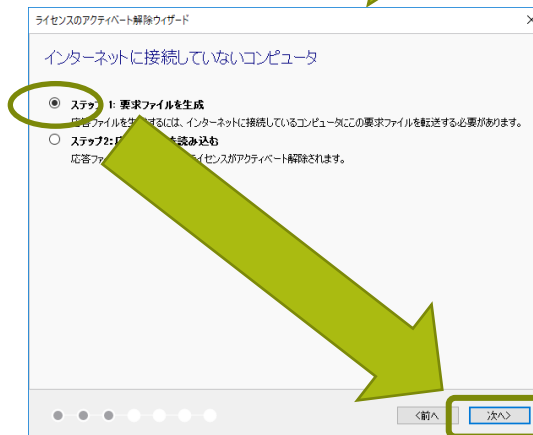 ライセンスのアクティベート解除ウィザード
インターネットに接続していないコンピュータ
ステップ 1: 要求ファイルを生成
応答ファイルを生 するには、インターネットに接続しているコンピュータにこの要求ファイルを転送する必要があります。
ステップ2: を読み込む
応答ファ イセンスがアクティベート解除されます。
<前へ
次へ>